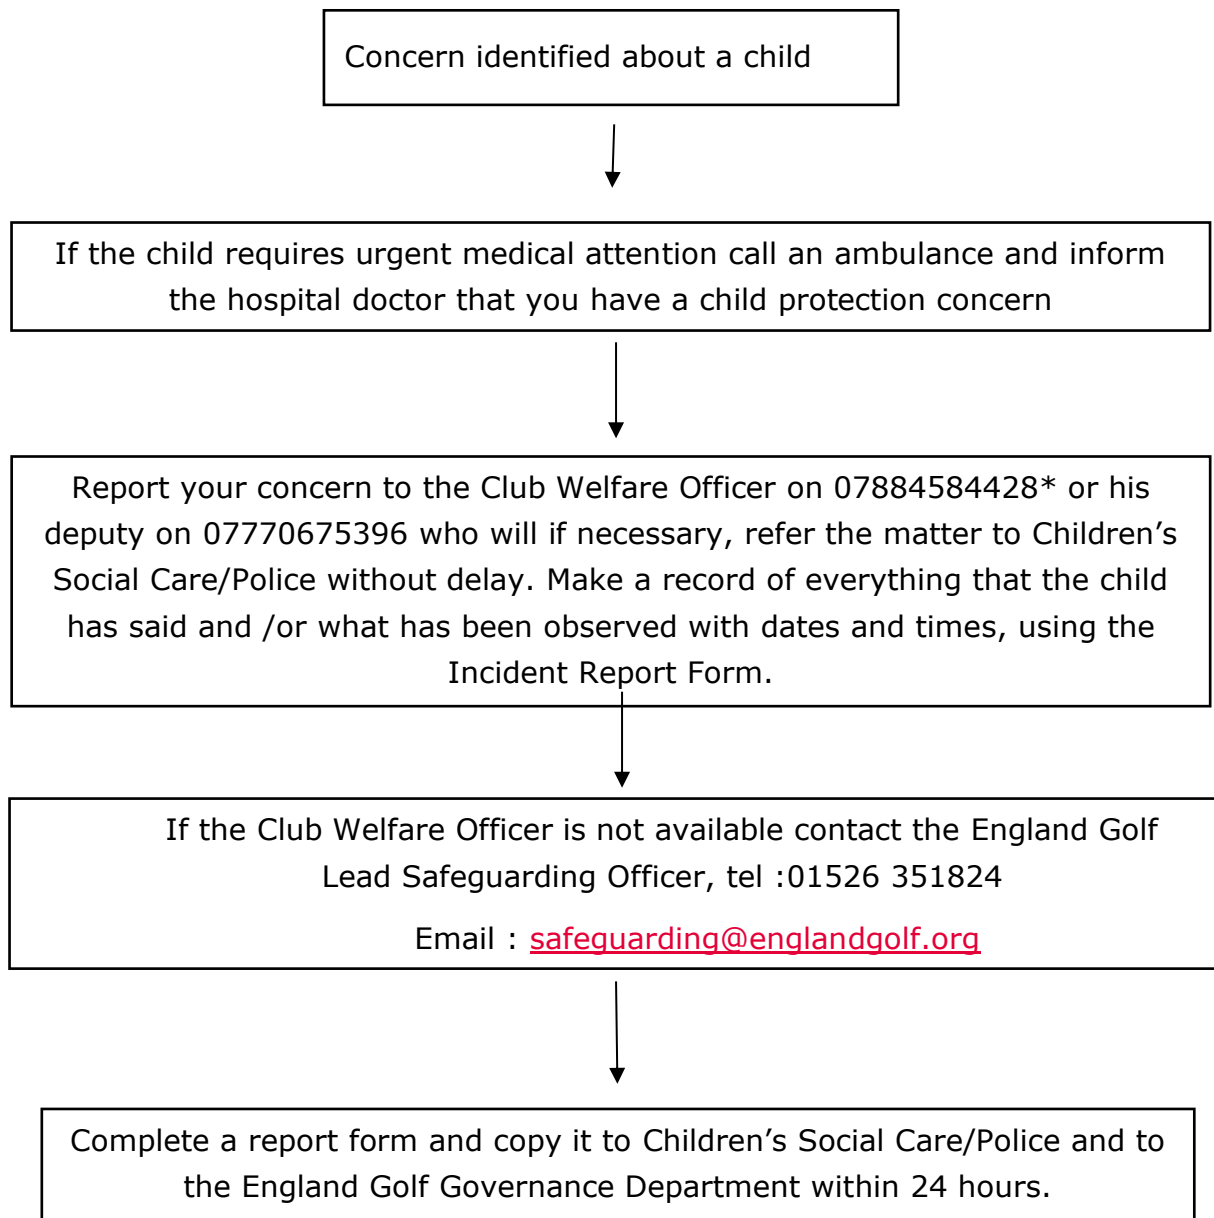 Concern identified about a child
If the child requires urgent medical attention call an ambulance and inform
the hospital doctor that you have a child protection concern
Report your concern to the Club Welfare Officer on 07884584428* or his
deputy on 07770675396 who will if necessary, refer the matter to Children’s
Social Care/Police without delay. Make a record of everything that the child
has said and /or what has been observed with dates and times, using the
Incident Report Form.
If the Club Welfare Officer is not available contact the England Golf
Lead Safeguarding Officer, tel :01526 351824
Email : safeguarding@englandgolf.org
Complete a report form and copy it to Children’s Social Care/Police and to
the England Golf Governance Department within 24 hours.